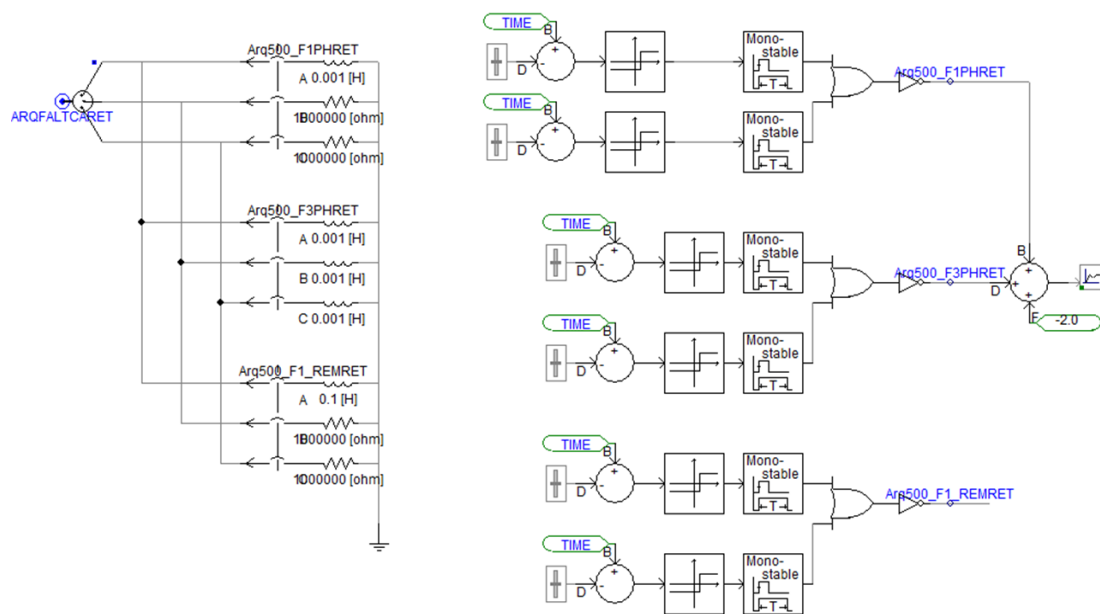 Arq500_F1PHRET
A 0.001 [H]
ARQFALTCARET
1000000 [ohm]
1000000 [ohm]
Arq500_F3PHRET
A 0.001 [H]
B 0.001 [H]
C 0.001 [H]
Arq500_F1_REMRET
A 0.1 [H]
1000000 [ohm]
1000000 [ohm]
TIME
B
D
Mono-
stable
T
Arq500_F1PHRET
TIME
B
D
Mono-
stable
T
TIME
B
D
Mono-
stable
T
Arq500_F3PHRET
B
D
F
-2.0
TIME
B
D
Mono-
stable
T
TIME
B
D
Mono-
stable
T
Arq500_F1_REMRET
TIME
B
D
Mono-
stable
T